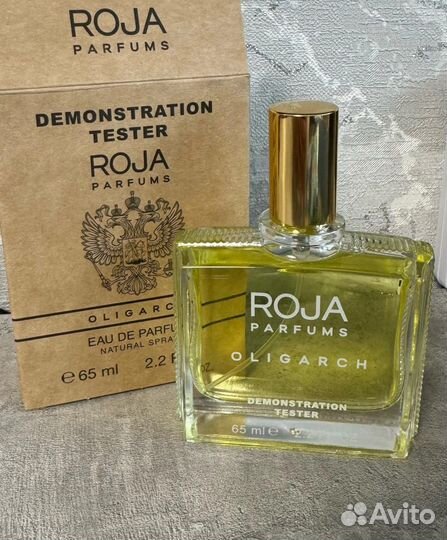 ROJA
PARFUMS
DEMONSTRATION
TESTER
ROJA
PARFUMS
OLIGARCH
EAU DE PARFU
NATURAL SPRA
℮ 65 ml 2.2
ROJA
PARFUMS
OLIGARCH
DEMONSTRATION
TESTER
65 ml ℮
Avito